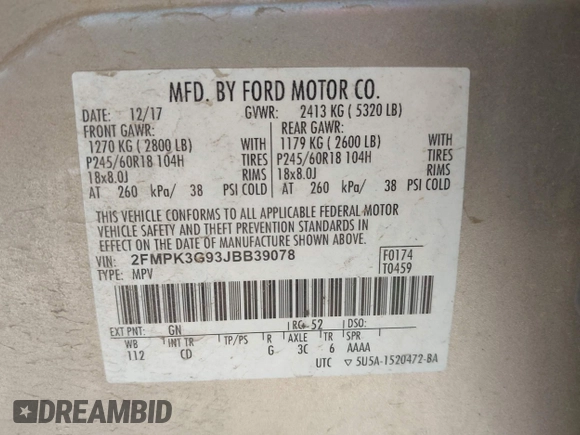 MFD. BY FORD MOTOR CO.
DATE: 12/17 GVWR: 2413 KG ( 5320 LB)
FRONT GAWR: REAR GAWR:
1270 KG ( 2800 LB) WITH 1179 KG ( 2600 LB) WITH
P245/60R18 104H TIRES P245/60R18 104H TIRES
18x8.0J RIMS 18x8.0J RIMS
AT 260 kPa/ 38 PSI COLD AT 260 kPa/ 38 PSI COLD
THIS VEHICLE CONFORMS TO ALL APPLICABLE FEDERAL MOTOR
VEHICLE SAFETY AND THEFT PREVENTION STANDARDS IN
EFFECT ON THE DATE OF MANUFACTURE SHOWN ABOVE.
VIN: 2FMPK3G93JBB39078 F0174
TYPE: MPV T0459
EXT PNT: GN RC: 52 DSO:
WB INT TR TP/PS R AXLE TR SPR
112 CD G 3C 6 AAAA
UTC ▽ 5U5A-1520472-BA
DREAMBID